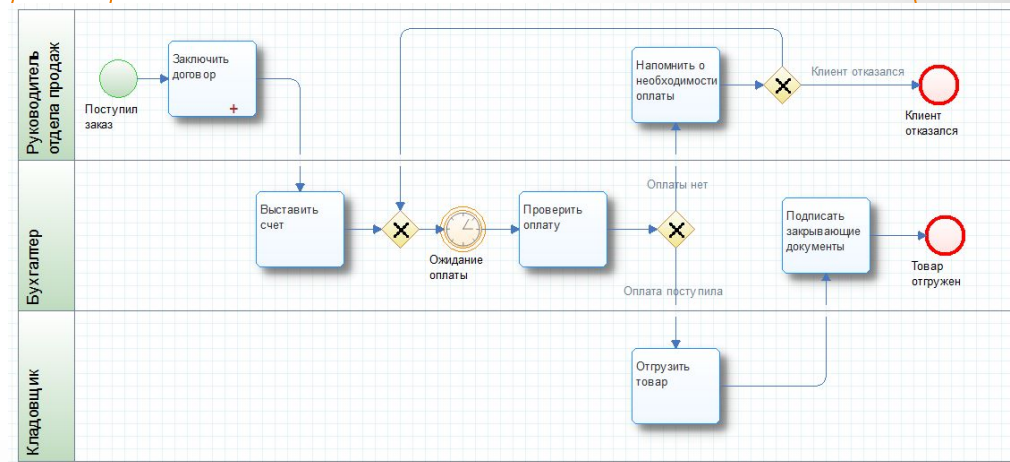 Руководитель
отдела продаж
Поступил
заказ
Заключить
договор
Напомнить о
необходимости
оплаты
Клиент отказался
Клиент
отказался
Бухгалтер
Выставить
счет
Ожидание
оплаты
Проверить
оплату
Оплаты нет
Оплата поступила
Подписать
закрывающие
документы
Товар
отгружен
Кладовщик
Отгрузить
товар